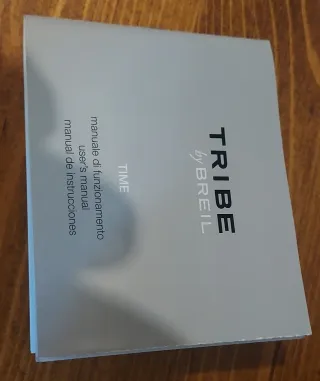 TRIBE
by BREIL
TIME
manuale di funzionamento
user's manual
manual de instrucciones